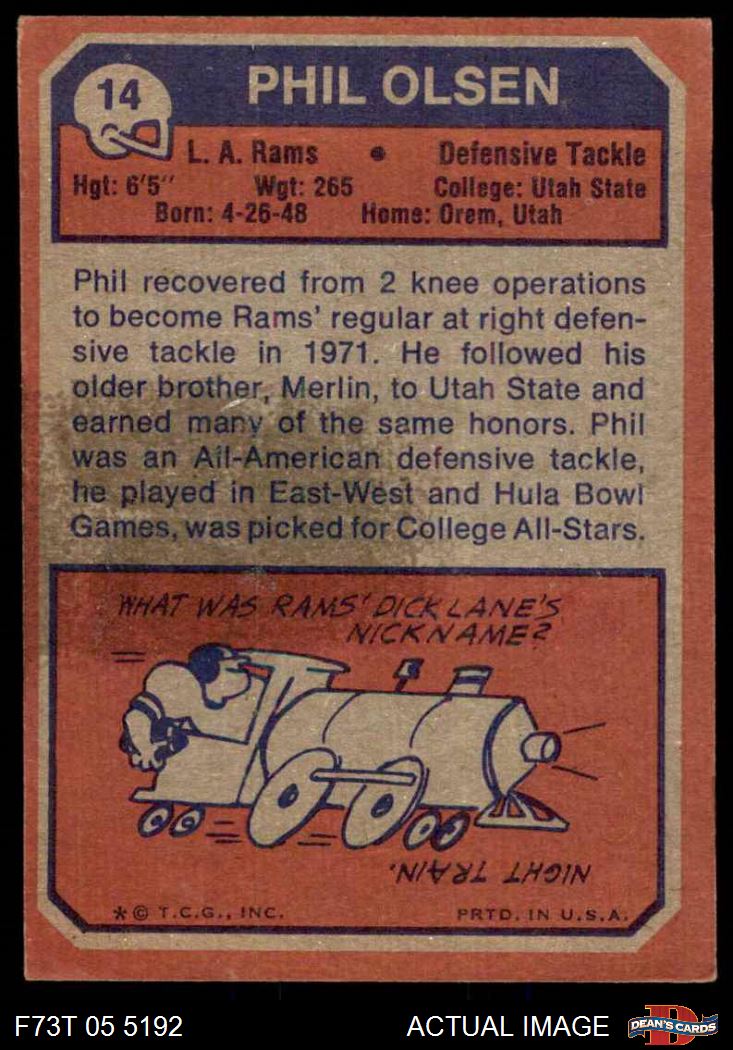 14
PHIL OLSEN
L. A. Rams • Defensive Tackle
Hgt: 6'5" Wgt: 265 College: Utah State
Born: 4-26-48 Home: Orem, Utah
Phil recovered from 2 knee operations
to become Rams' regular at right defen-
sive tackle in 1971. He followed his
older brother, Merlin, to Utah State and
earned many of the same honors. Phil
was an All-American defensive tackle,
he played in East-West and Hula Bowl
Games, was picked for College All-Stars.
WHAT WAS RAMS' DICK LANE'S
NICKNAME?
NIGHT TRAIN.
* © T.C.G., INC. PRTD. IN U.S.A.
F73T 05 5192 ACTUAL IMAGE
D
DEAN'S CARDS